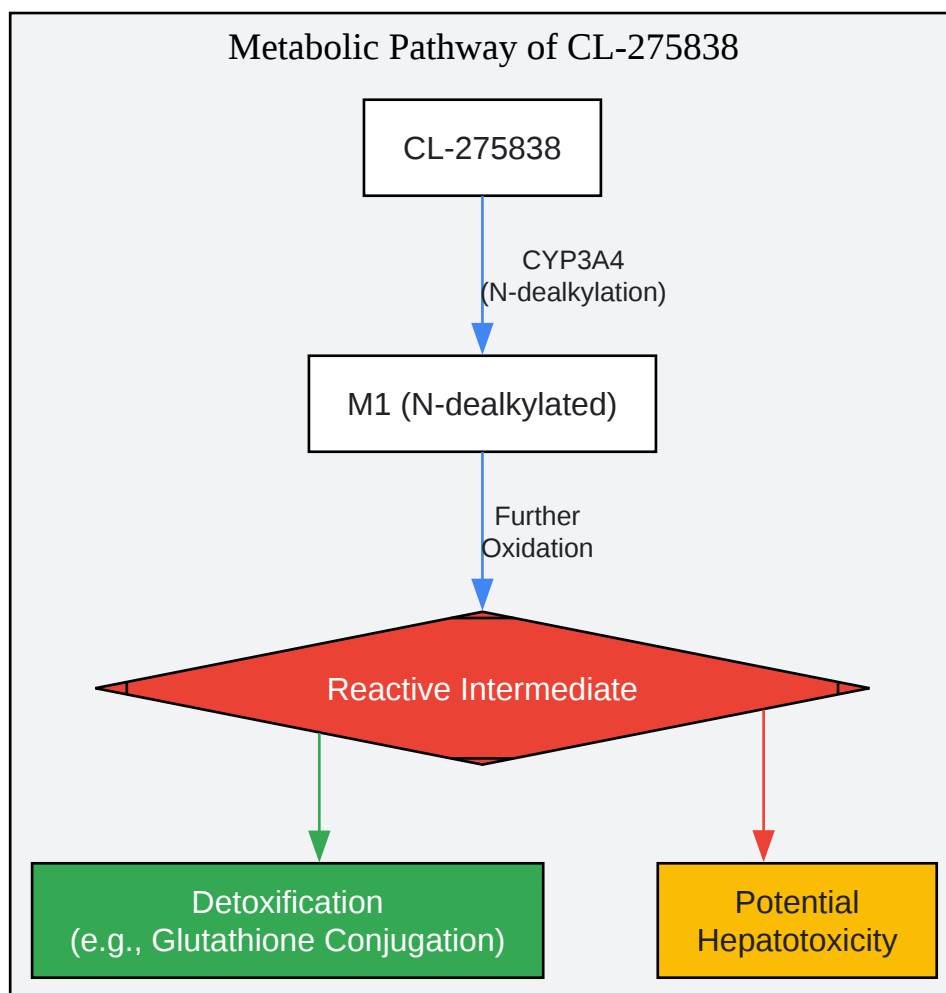 Metabolic Pathway of CL-275838
CL-275838
CYP3A4
(N-dealkylation)
M1 (N-dealkylated)
Further
Oxidation
Reactive Intermediate
Detoxification
(e.g., Glutathione Conjugation)
Potential
Hepatotoxicity